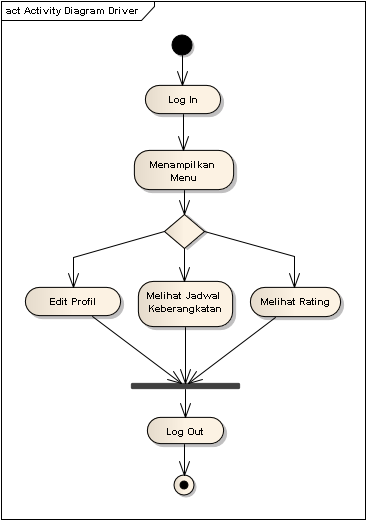 act Activity Diagram Driver
Log In
Menampilkan
Menu
Edit Profil
Melihat Jadwal
Keberangkatan
Melihat Rating
Log Out